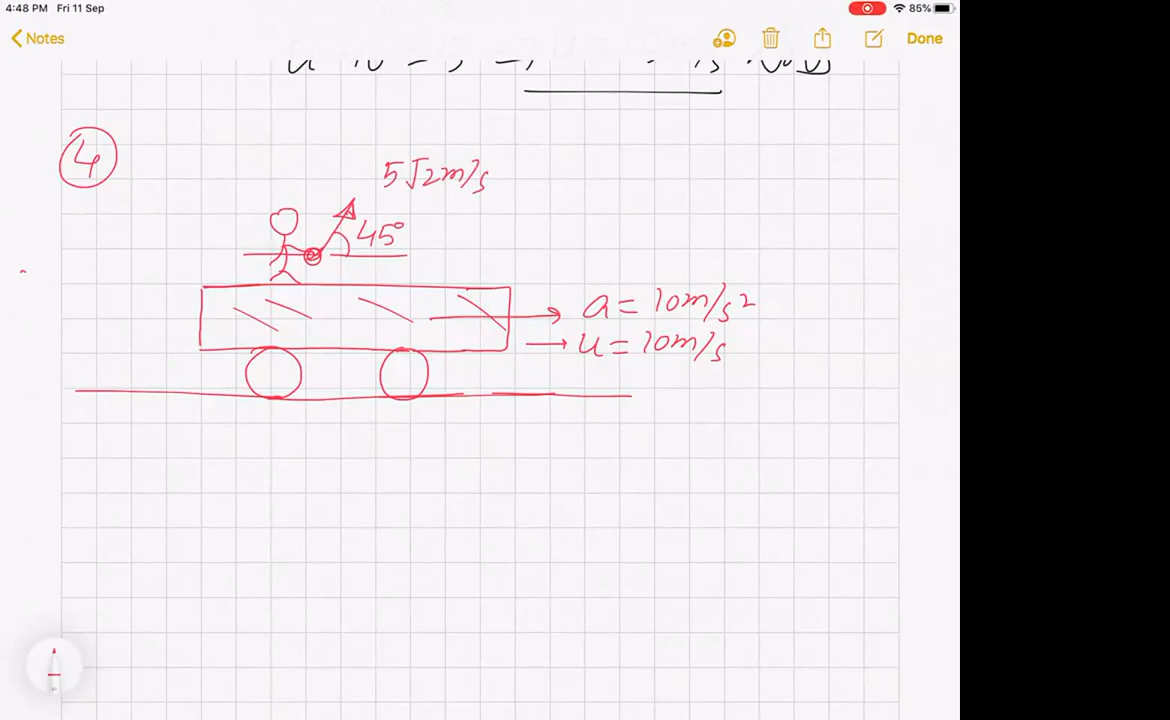 4:48 PM Fri 11 Sep 85%
Notes Done
4
5√2m/s
45°
a = 10m/s²
→ u = 10m/s